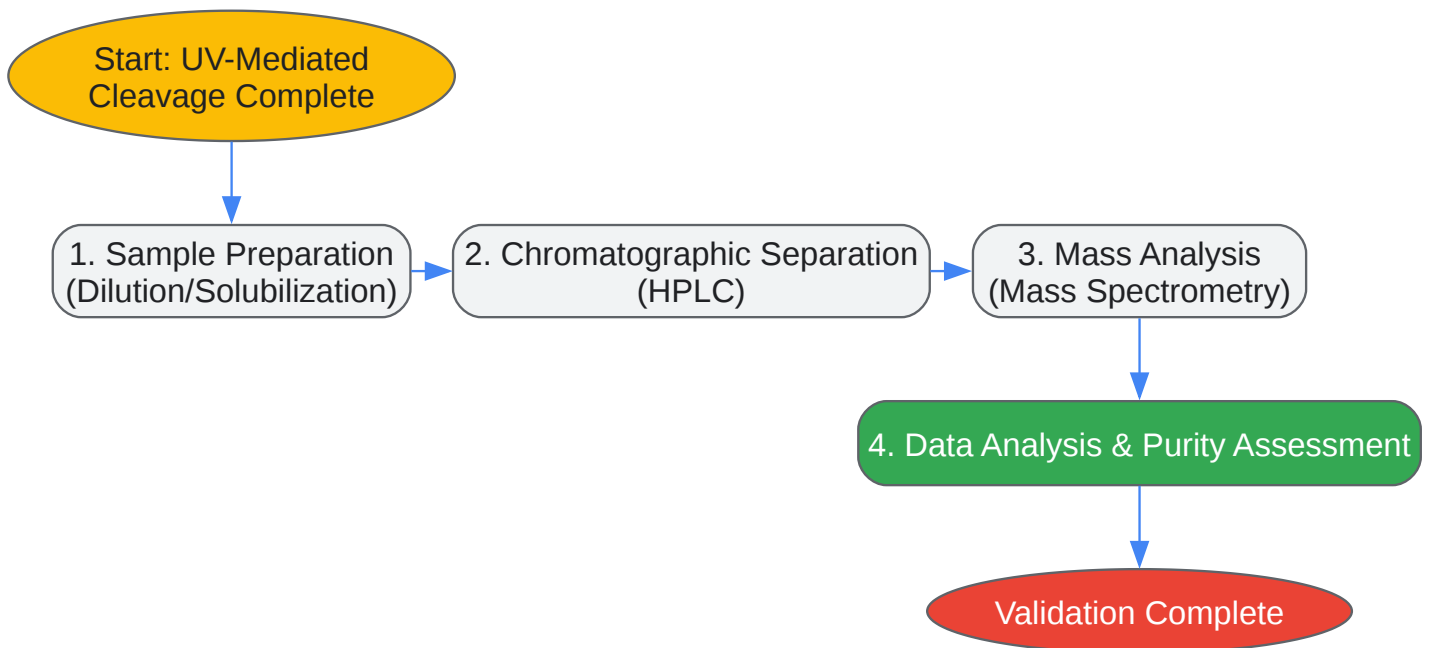 Start: UV-Mediated
Cleavage Complete
1. Sample Preparation
(Dilution/Solubilization)
2. Chromatographic Separation
(HPLC)
3. Mass Analysis
(Mass Spectrometry)
4. Data Analysis & Purity Assessment
Validation Complete